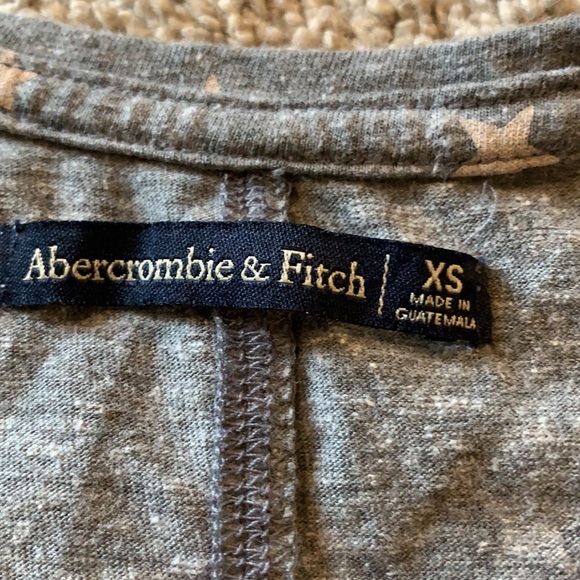 Abercrombie & Fitch
XS
MADE IN
GUATEMALA